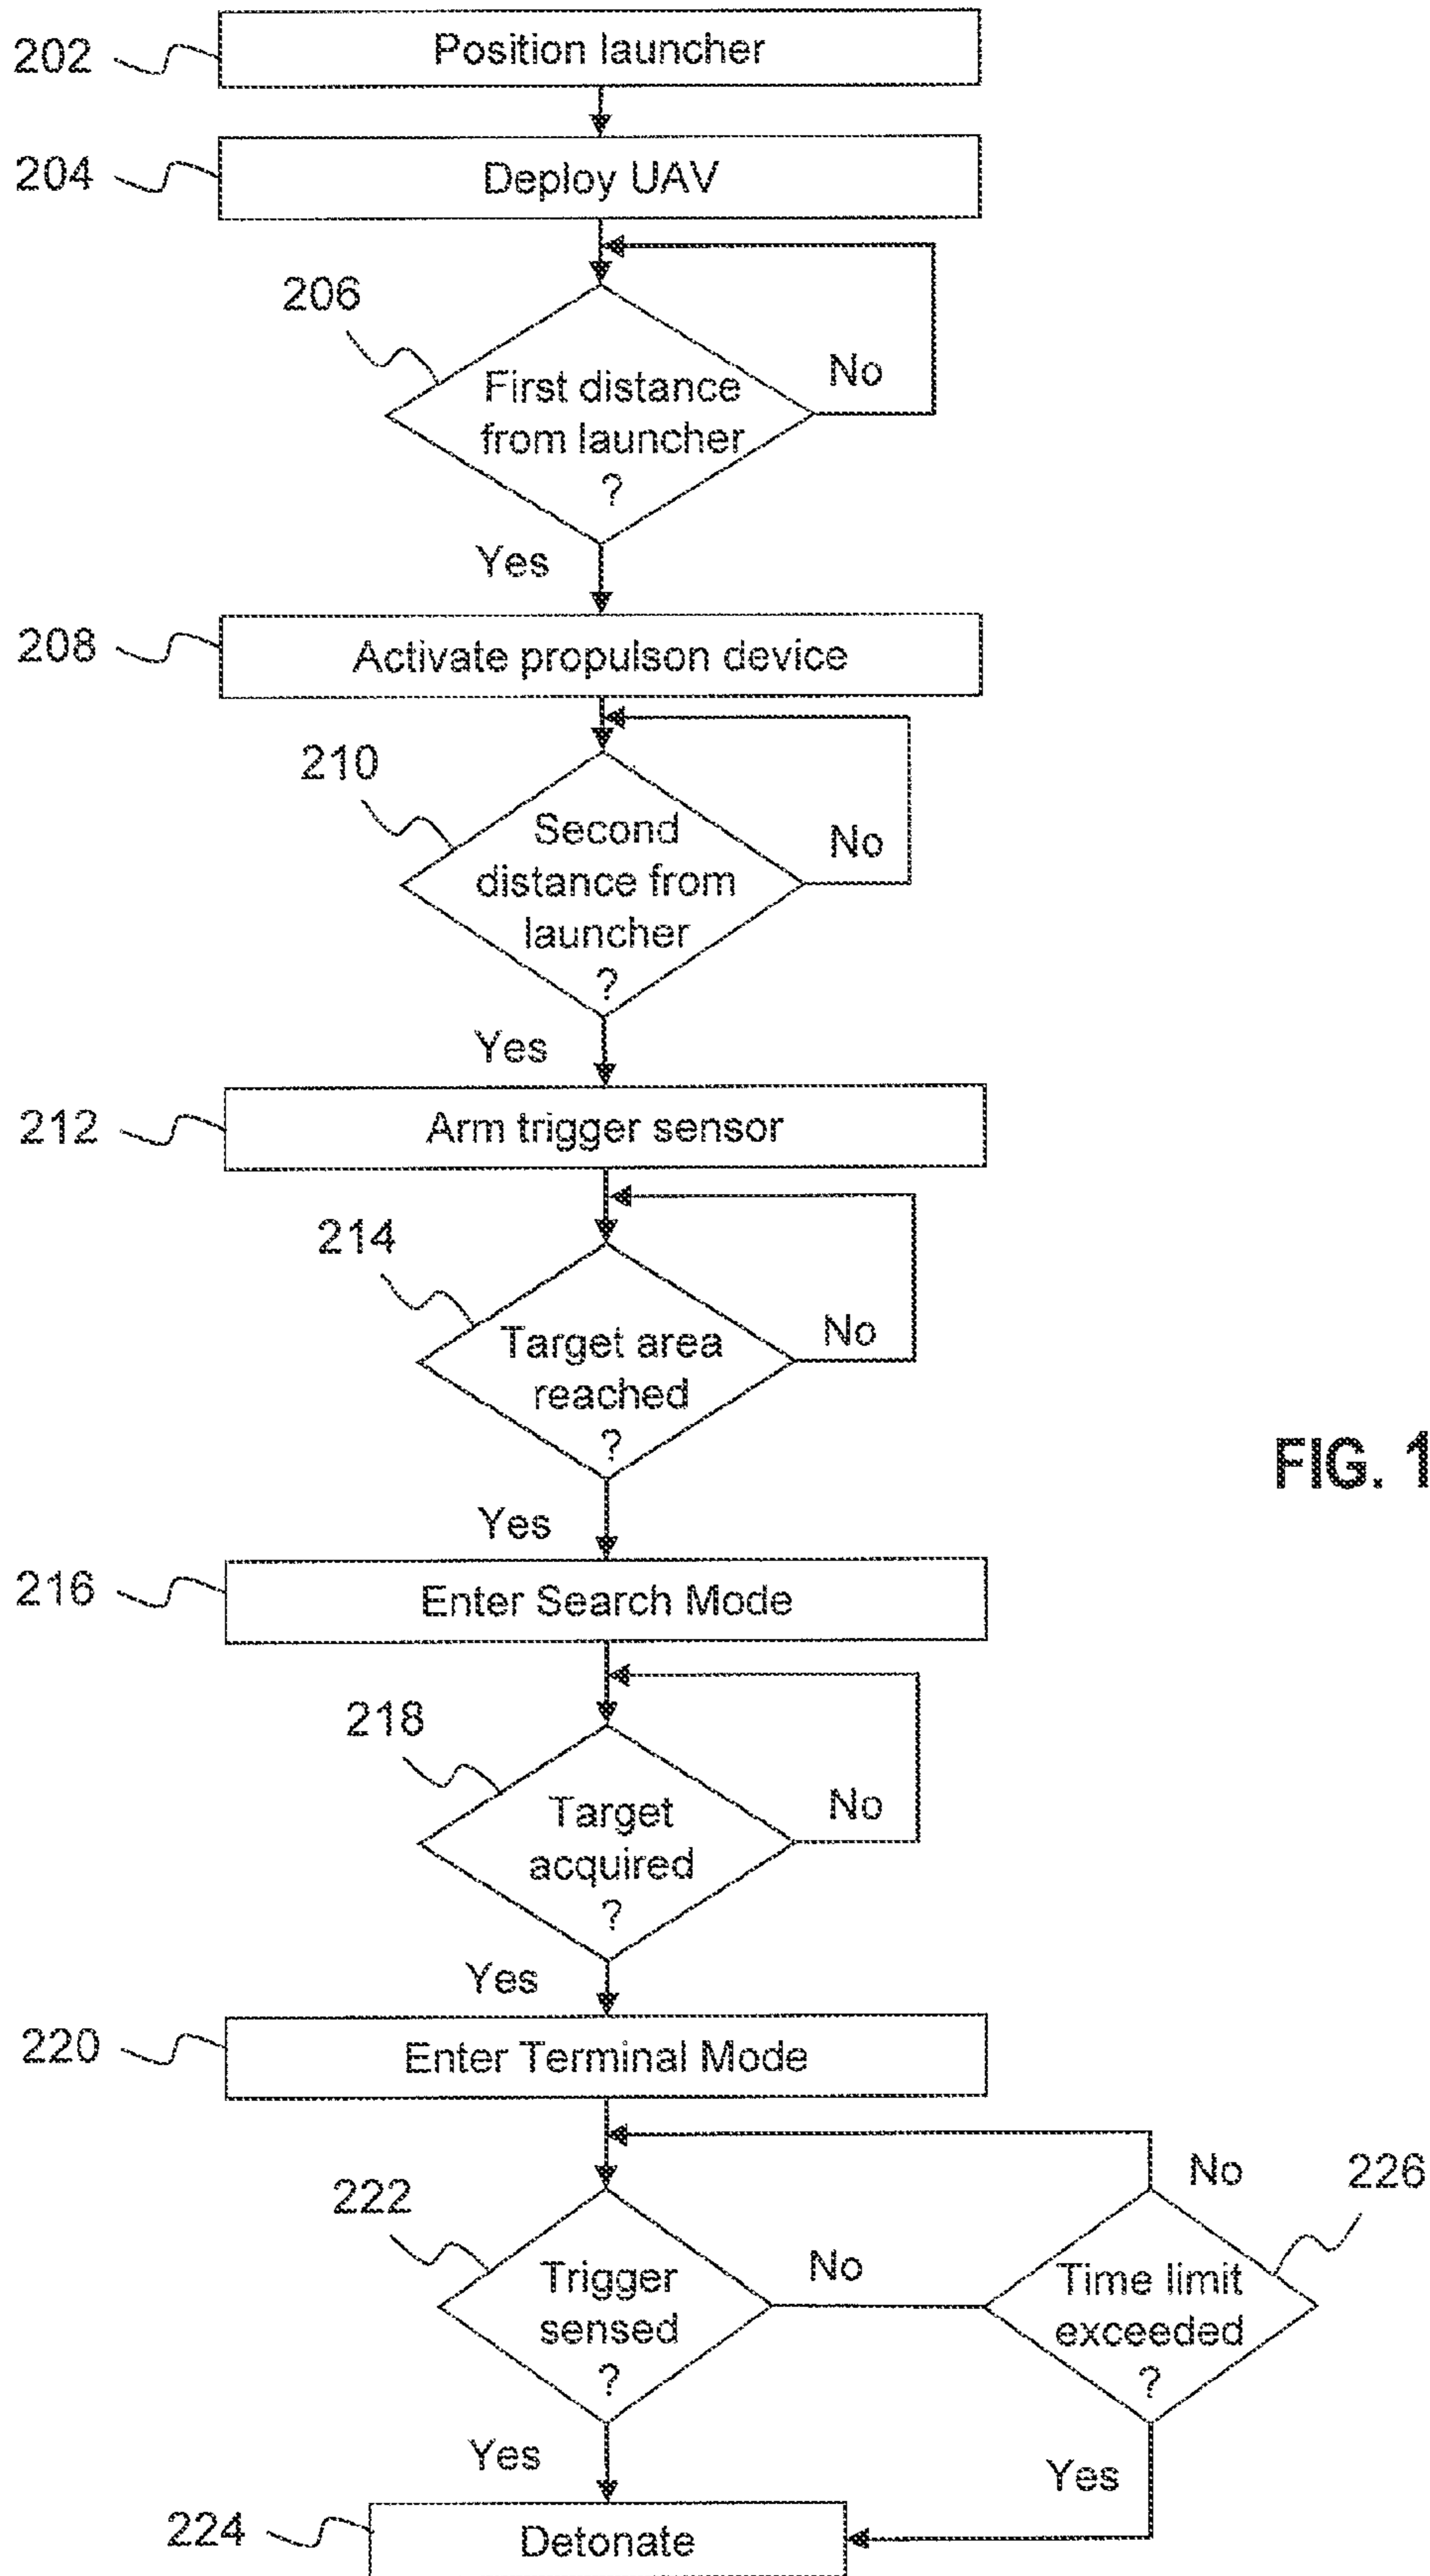 202
Position launcher
204
Deploy UAV
206
First distance
from launcher
?
No
Yes
208
Activate propulson device
210
Second
distance from
launcher
?
No
Yes
212
Arm trigger sensor
214
Target area
reached
?
No
Yes
FIG. 1
216
Enter Search Mode
218
Target
acquired
?
No
Yes
220
Enter Terminal Mode
222
Trigger
sensed
?
No
226
Time limit
exceeded
?
No
Yes
Yes
224
Detonate